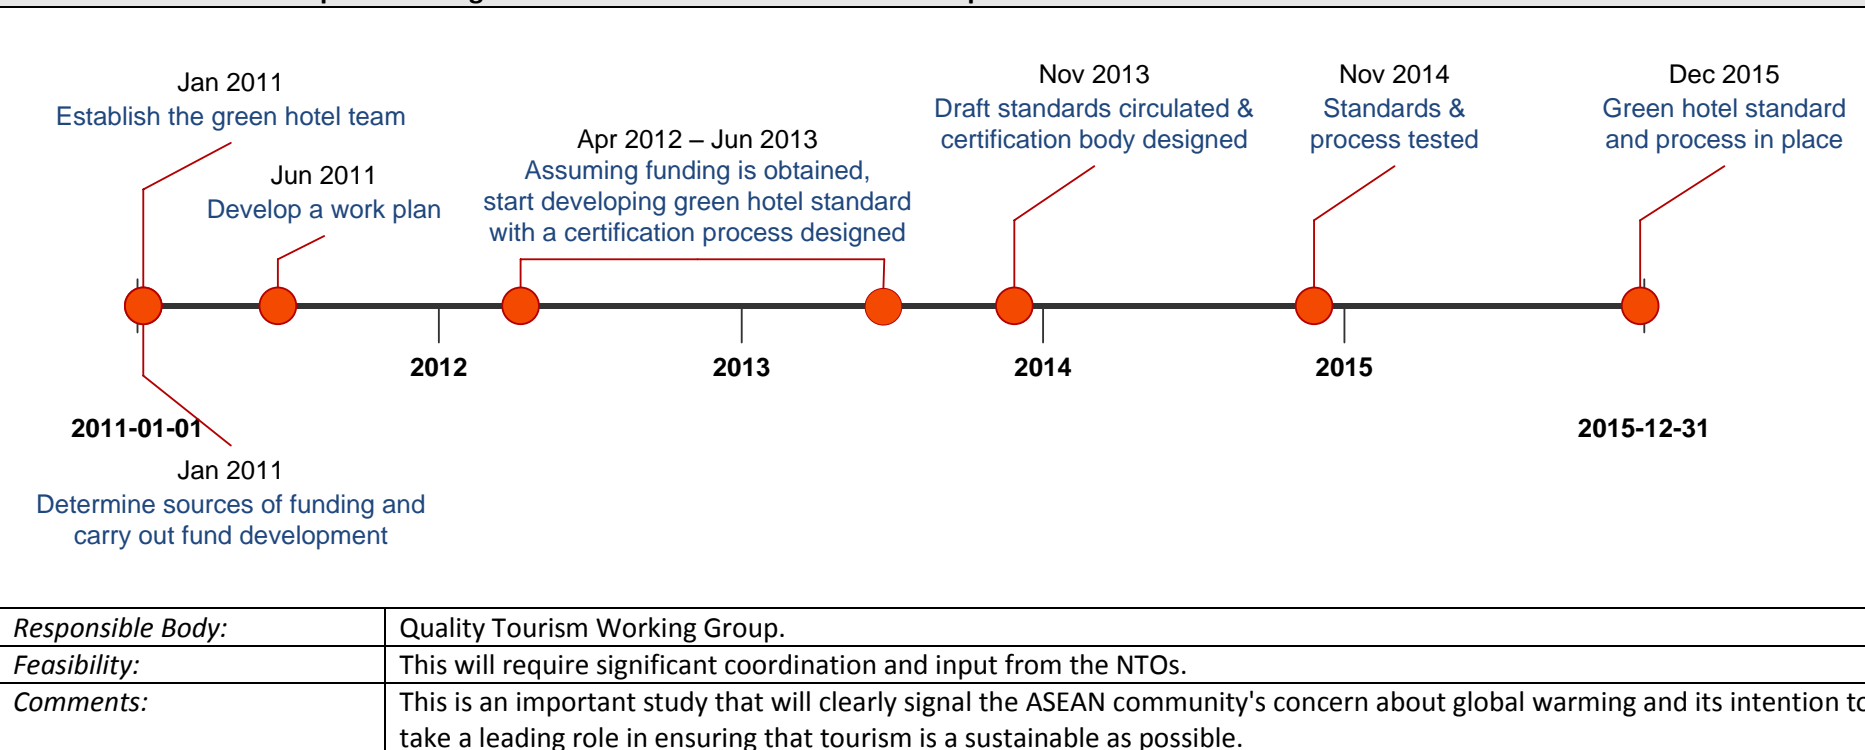 Jan 2011
Establish the green hotel team
Jun 2011
Develop a work plan
Apr 2012 – Jun 2013
Assuming funding is obtained,
start developing green hotel standard
with a certification process designed
Nov 2013
Draft standards circulated &
certification body designed
Nov 2014
Standards &
process tested
Dec 2015
Green hotel standard
and process in place
2012
2013
2014
2015
2011-01-01
2015-12-31
Jan 2011
Determine sources of funding and
carry out fund development
Responsible Body:
Quality Tourism Working Group.
Feasibility:
This will require significant coordination and input from the NTOs.
Comments:
This is an important study that will clearly signal the ASEAN community's concern about global warming and its intention to
take a leading role in ensuring that tourism is a sustainable as possible.